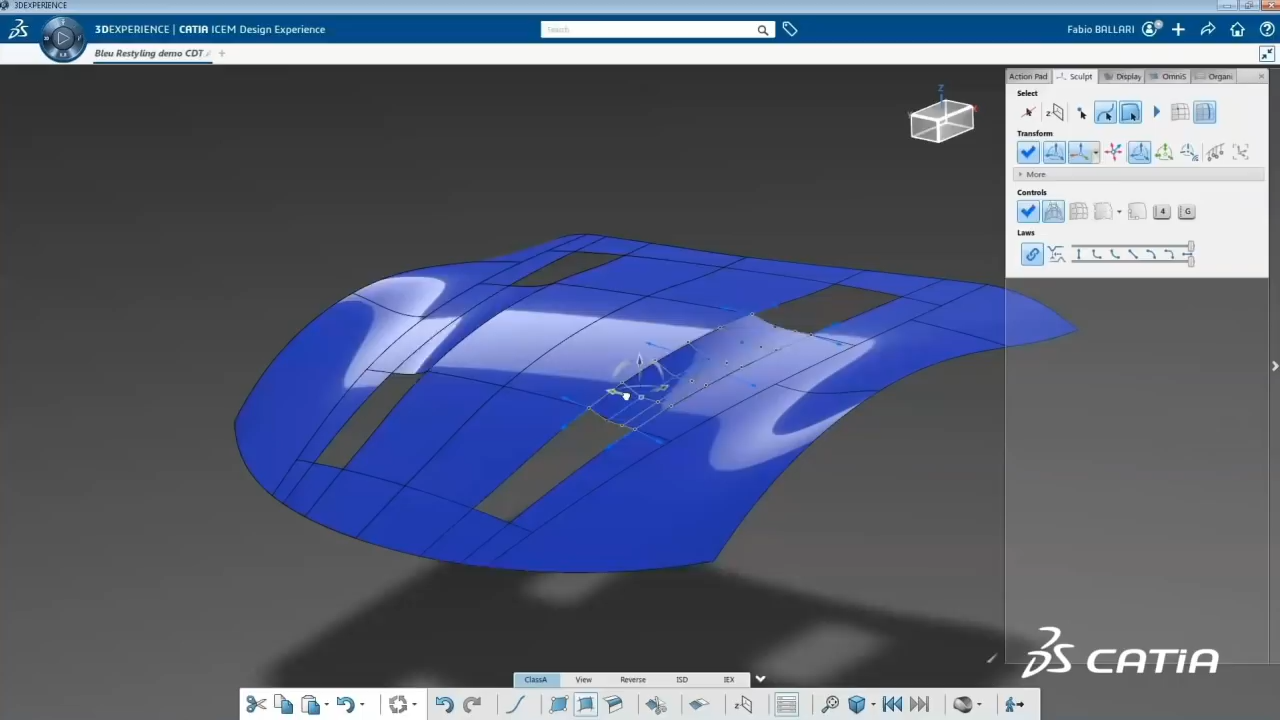 3DEXPERIENCE
3DEXPERIENCE | CATIA ICEM Design Experience
Search
Fabio BALLARI
Bleu Restyling demo CDT
Action Pad
Sculpt
Display
OmniS
Organ
Select
Transform
More
Controls
4
G
Laws
Z
CATIA
ClassA
View
Reverse
ISD
IEX